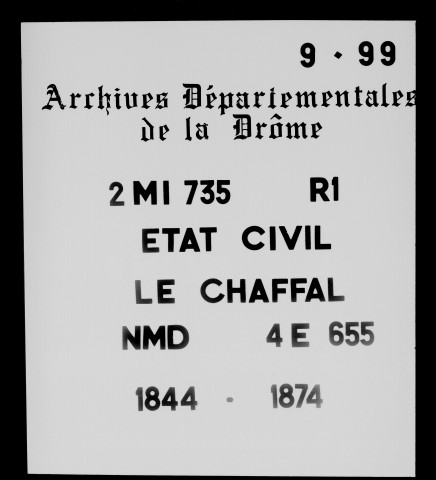 9 · 99
Archives Départementales
de la Drôme
2 MI 735 R1
ETAT CIVIL
LE CHAFFAL
NMD 4 E 655
1844 - 1874